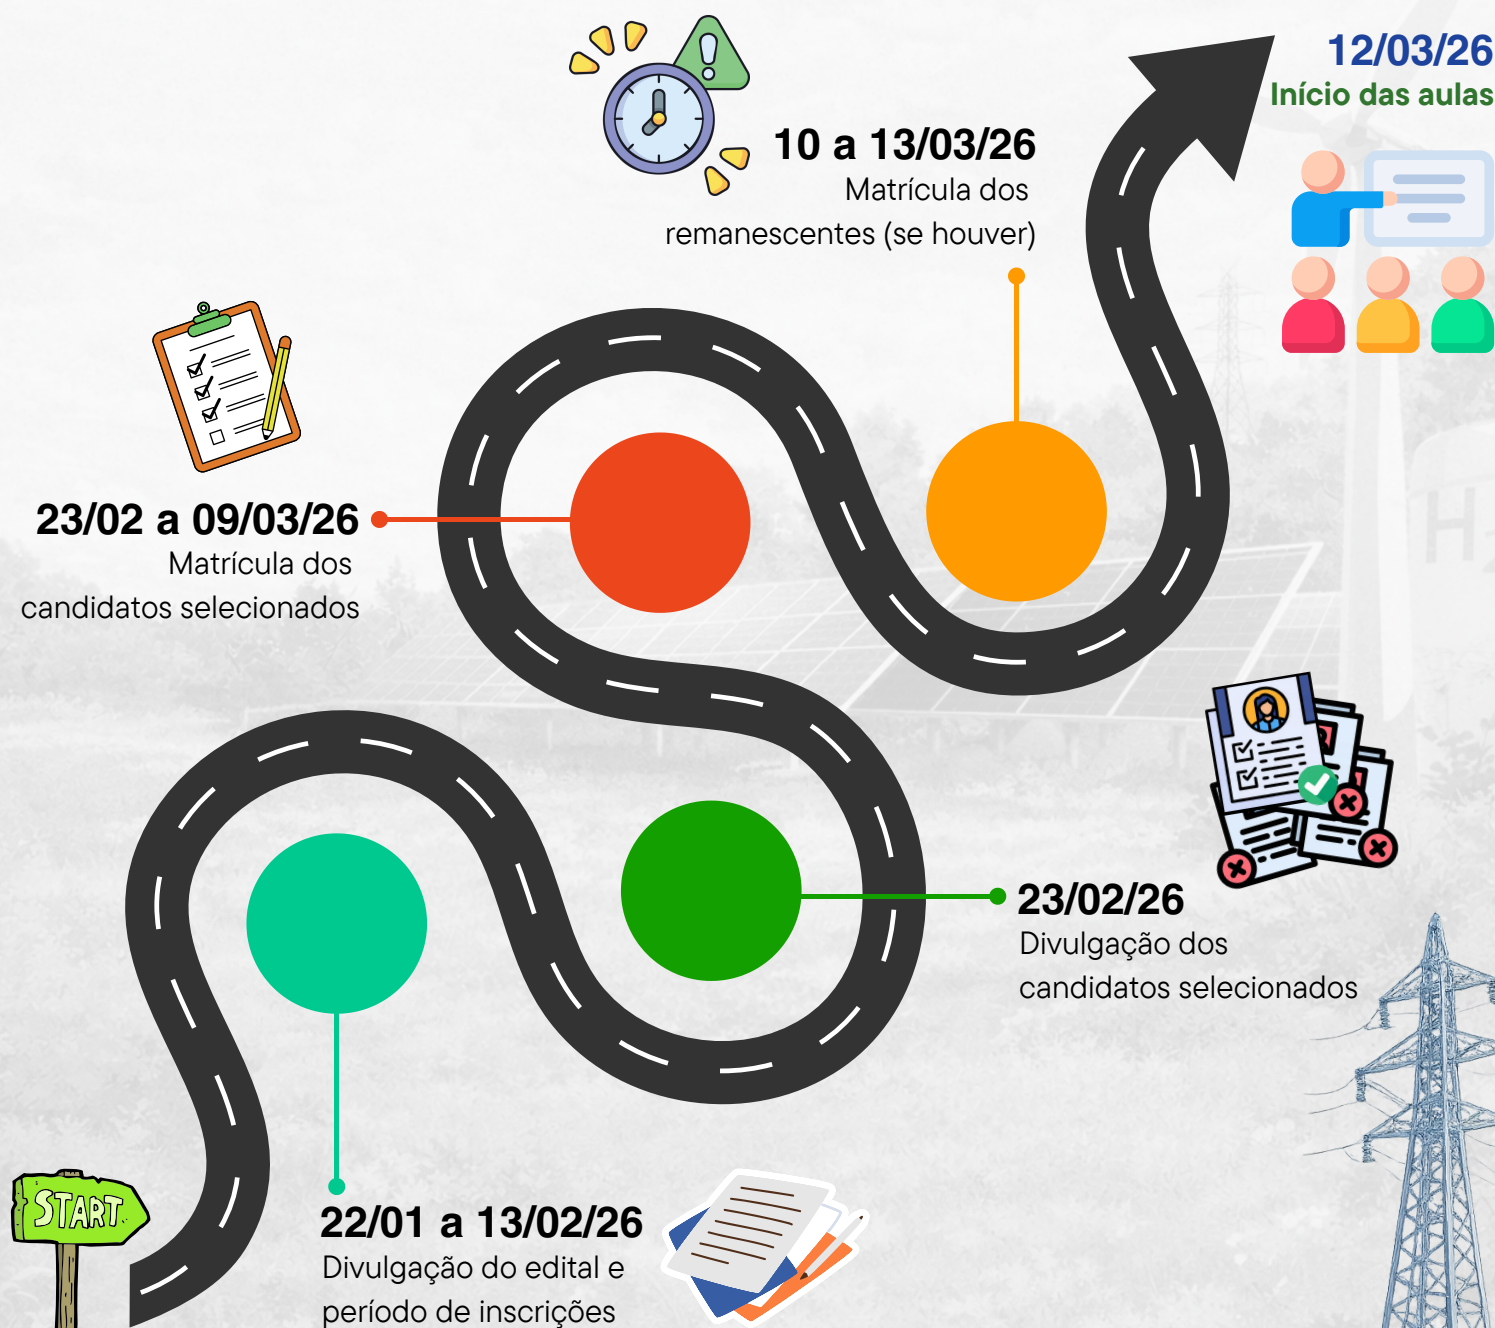 12/03/26
Início das aulas
10 a 13/03/26
Matrícula dos
remanescentes (se houver)
23/02 a 09/03/26
Matrícula dos
candidatos selecionados
23/02/26
Divulgação dos
candidatos selecionados
START
22/01 a 13/02/26
Divulgação do edital e
período de inscrições